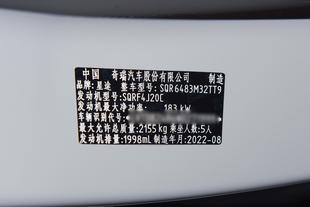 中国 奇瑞汽车股份有限公司 制造
品牌:星途 整车型号:SQR6483M32TT9
发动机型号:SQRF4J20C
发动机最大净功率: 183 kW
车辆识别代号
最大允许总质量:2155kg 乘坐人数:5人
发动机排量:1998mL 制造年月:2022-08